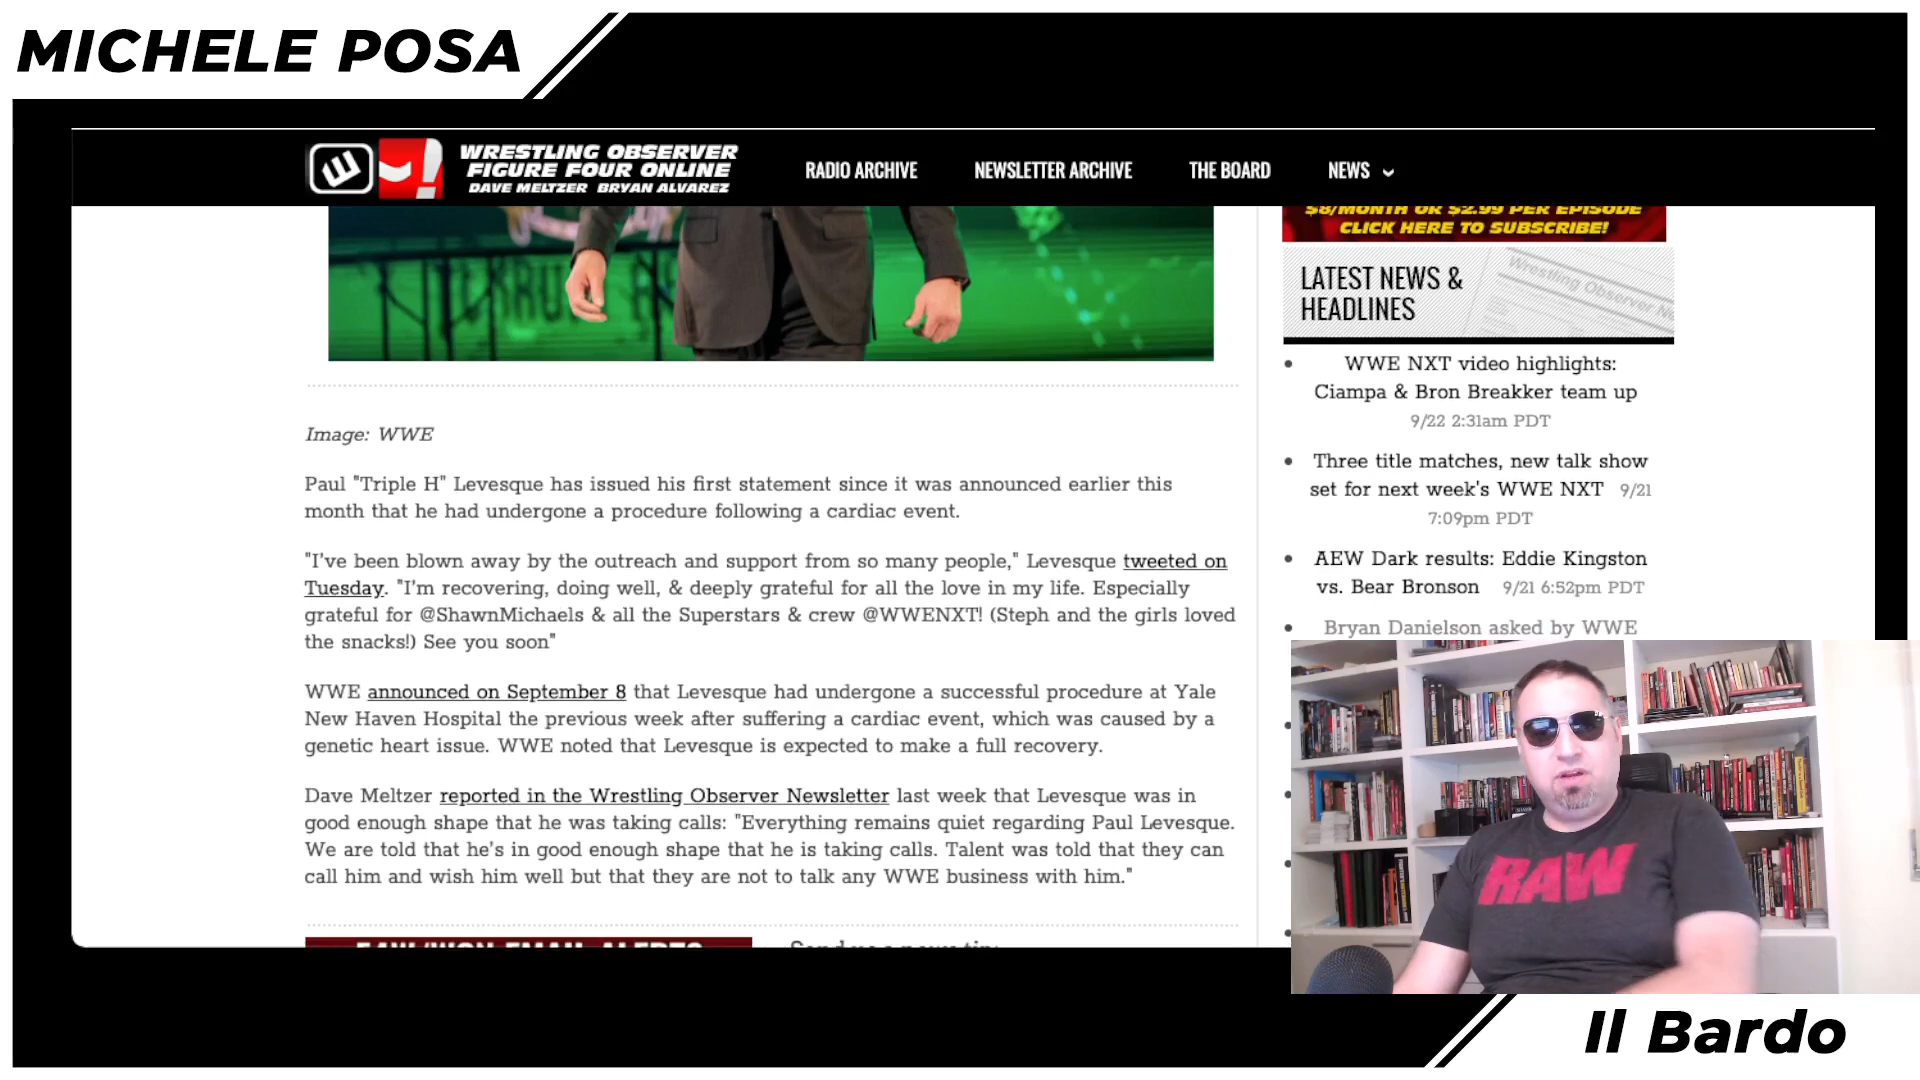 MICHELE POSA
WRESTLING OBSERVER
FIGURE FOUR ONLINE
DAVE MELTZER BRYAN ALVAREZ
RADIO ARCHIVE
NEWSLETTER ARCHIVE
THE BOARD
NEWS
Image: WWE
Paul "Triple H" Levesque has issued his first statement since it was announced earlier this
month that he had undergone a procedure following a cardiac event.
"I've been blown away by the outreach and support from so many people," Levesque tweeted on
Tuesday. "I'm recovering, doing well, & deeply grateful for all the love in my life. Especially
grateful for @ShawnMichaels & all the Superstars & crew @WWENXT! (Steph and the girls loved
the snacks!) See you soon"
WWE announced on September 8 that Levesque had undergone a successful procedure at Yale
New Haven Hospital the previous week after suffering a cardiac event, which was caused by a
genetic heart issue. WWE noted that Levesque is expected to make a full recovery.
Dave Meltzer reported in the Wrestling Observer Newsletter last week that Levesque was in
good enough shape that he was taking calls: "Everything remains quiet regarding Paul Levesque.
We are told that he's in good enough shape that he is taking calls. Talent was told that they can
call him and wish him well but that they are not to talk any WWE business with him."
$8/MONTH OR $2.99 PER EPISODE
CLICK HERE TO SUBSCRIBE!
LATEST NEWS &
HEADLINES
Wrestling Observer
WWE NXT video highlights:
Ciampa & Bron Breakker team up
9/22 2:31am PDT
Three title matches, new talk show
set for next week's WWE NXT 9/21
7:09pm PDT
AEW Dark results: Eddie Kingston
vs. Bear Bronson 9/21 6:52pm PDT
Bryan Danielson asked by WWE
RAW
Il Bardo